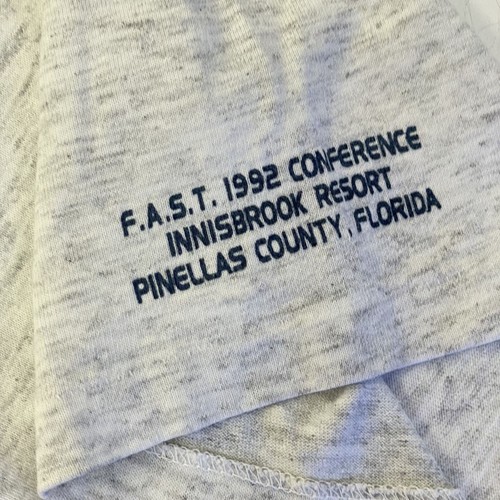 F.A.S.T. 1992 CONFERENCE
INNISBROOK RESORT
PINELLAS COUNTY, FLORIDA